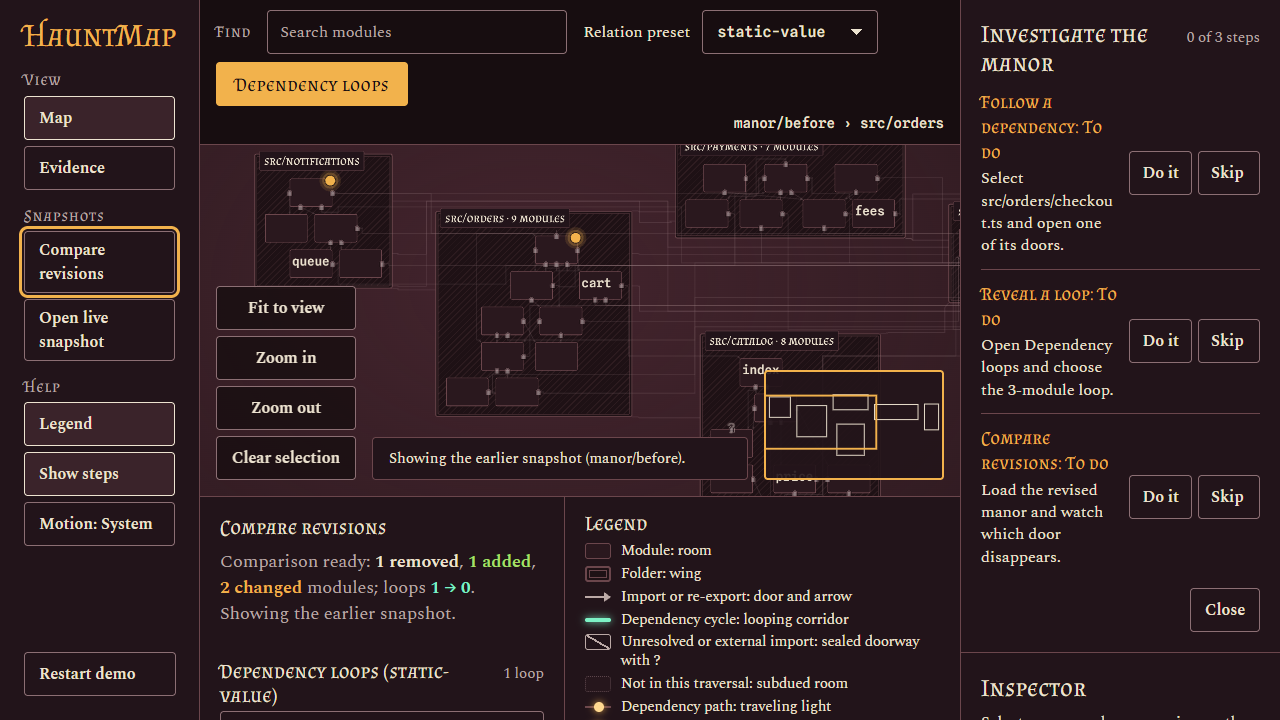 HauntMap
View
Map
Evidence
Snapshots
Compare
revisions
Open live
snapshot
Help
Legend
Show steps
Motion: System
Restart demo
Find
Search modules
Relation preset
static-value
Dependency loops
manor/before › src/orders
src/notifications
queue
src/orders · 9 modules
cart
src/payments · 7 modules
fees
src/catalog · 8 modules
index
?
price
Fit to view
Zoom in
Zoom out
Clear selection
Showing the earlier snapshot (manor/before).
Compare revisions
Comparison ready: 1 removed, 1 added,
2 changed modules; loops 1 → 0.
Showing the earlier snapshot.
Dependency loops (static-
value)
1 loop
Legend
Module: room
Folder: wing
Import or re-export: door and arrow
Dependency cycle: looping corridor
Unresolved or external import: sealed doorway
with ?
Not in this traversal: subdued room
Dependency path: traveling light
Investigate the
manor
0 of 3 steps
Follow a
dependency: To
do
Select
src/orders/checkou
t.ts and open one
of its doors.
Do it
Skip
Reveal a loop: To
do
Open Dependency
loops and choose
the 3-module loop.
Do it
Skip
Compare
revisions: To do
Load the revised
manor and watch
which door
disappears.
Do it
Skip
Close
Inspector